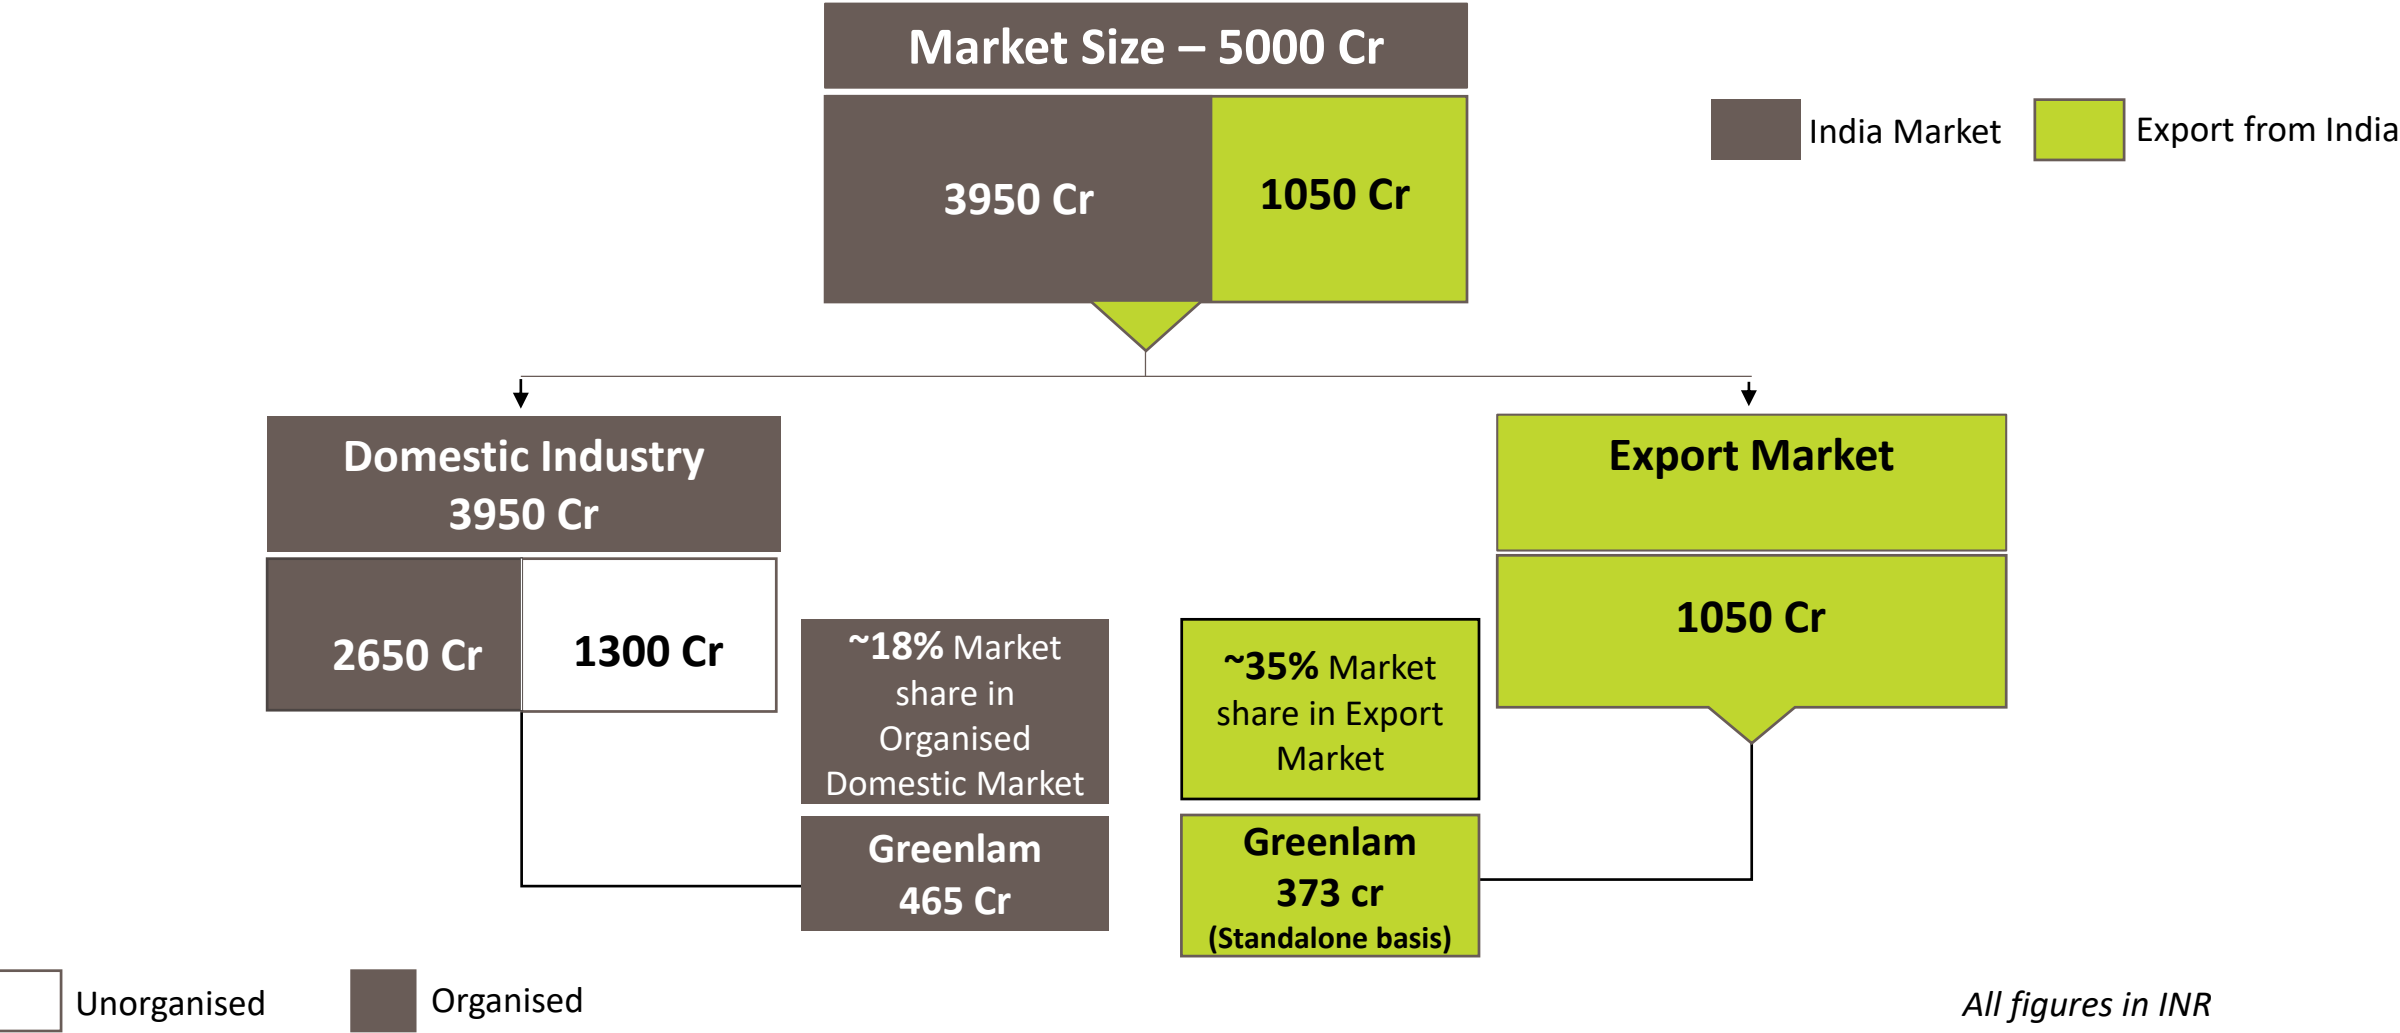 Market Size – 5000 Cr
3950 Cr
1050 Cr
India Market
Export from India
Domestic Industry
3950 Cr
Export Market
2650 Cr
1300 Cr
1050 Cr
~18% Market
share in
Organised
Domestic Market
~35% Market
share in Export
Market
Greenlam
465 Cr
Greenlam
373 cr
(Standalone basis)
Unorganised
Organised
All figures in INR